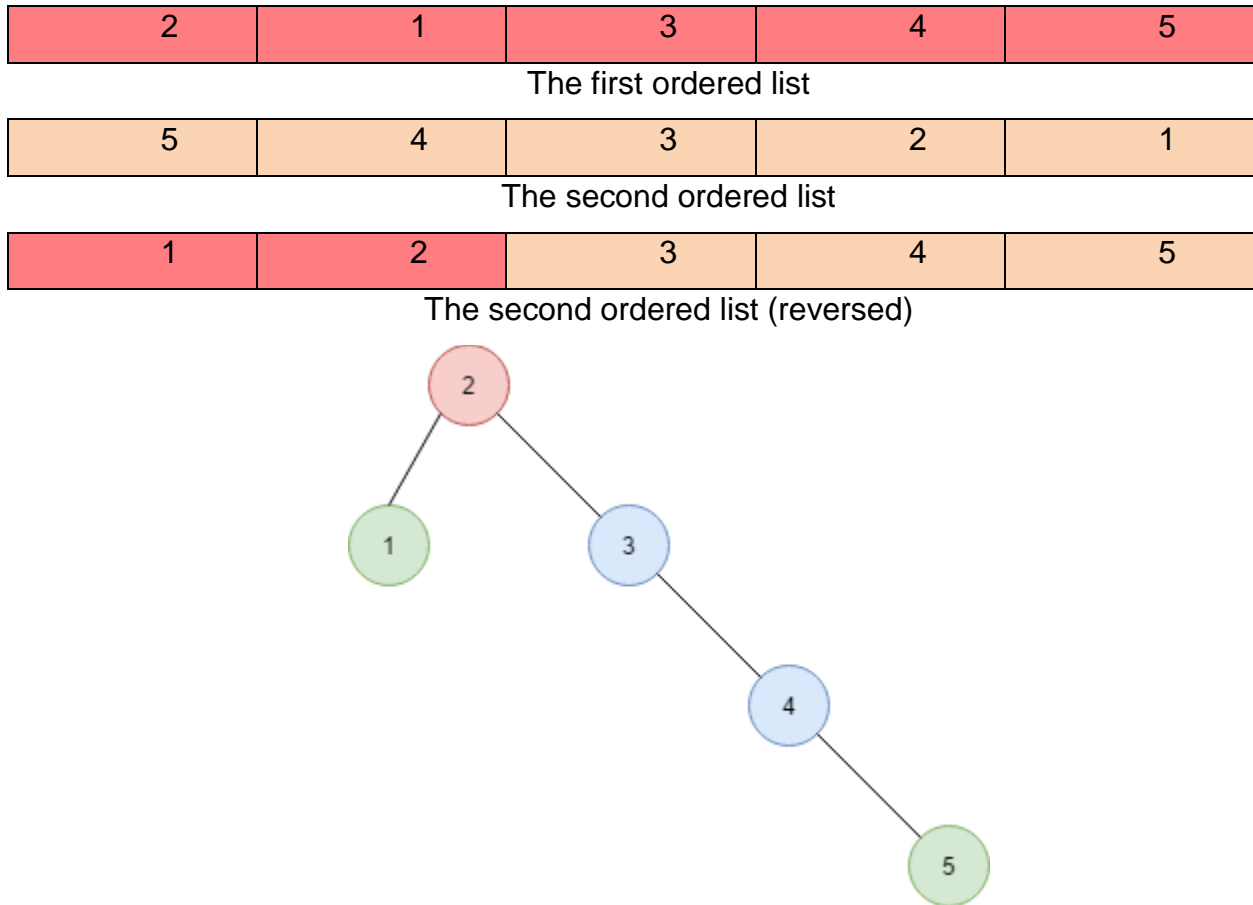 2 1 3 4 5
The first ordered list
5 4 3 2 1
The second ordered list
1 2 3 4 5
The second ordered list (reversed)
2
1 3
4
5